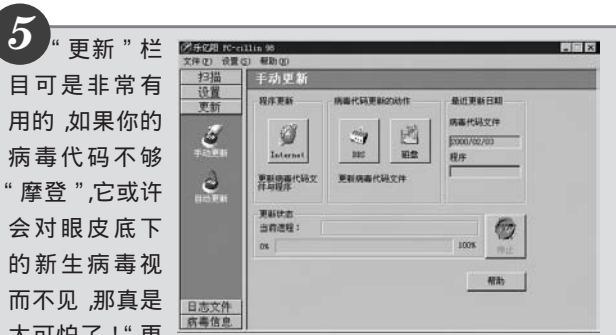 5
“更新”栏
目可是非常有
用的,如果你的
病毒代码不够
“摩登”,它或许
会对眼皮底下
的新生病毒视
而不见,那真是
太可怕了!“更
乐亿阳 PC-cillin 98
文件(F) 设置(S) 帮助(H)
扫描
设置
更新
手动更新
自动更新
日志文件
病毒信息
手动更新
程序更新
Internet
更新病毒代码文
件与程序
病毒代码更新的动作
BBS
磁盘
更新病毒代码文件
最近更新日期
病毒代码文件
2000/02/03
程序
更新状态
当前进程:
0%
100%
停止
帮助